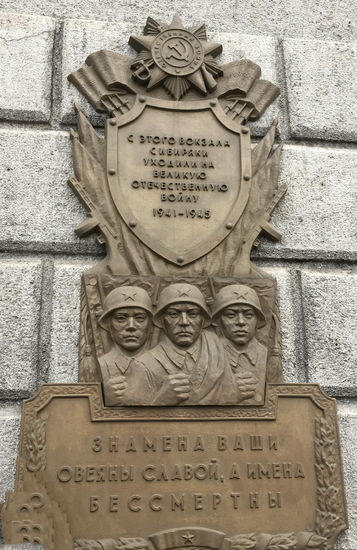 С ЭТОГО ВОКЗАЛА
СИБИРЯКИ
УХОДИЛИ НА
ВЕЛИКУЮ
ОТЕЧЕСТВЕННУЮ
ВОЙНУ
1941-1945
ЗНАМЕНА ВАШИ
ОВЕЯНЫ СЛАВОЙ, А ИМЕНА
БЕССМЕРТНЫ